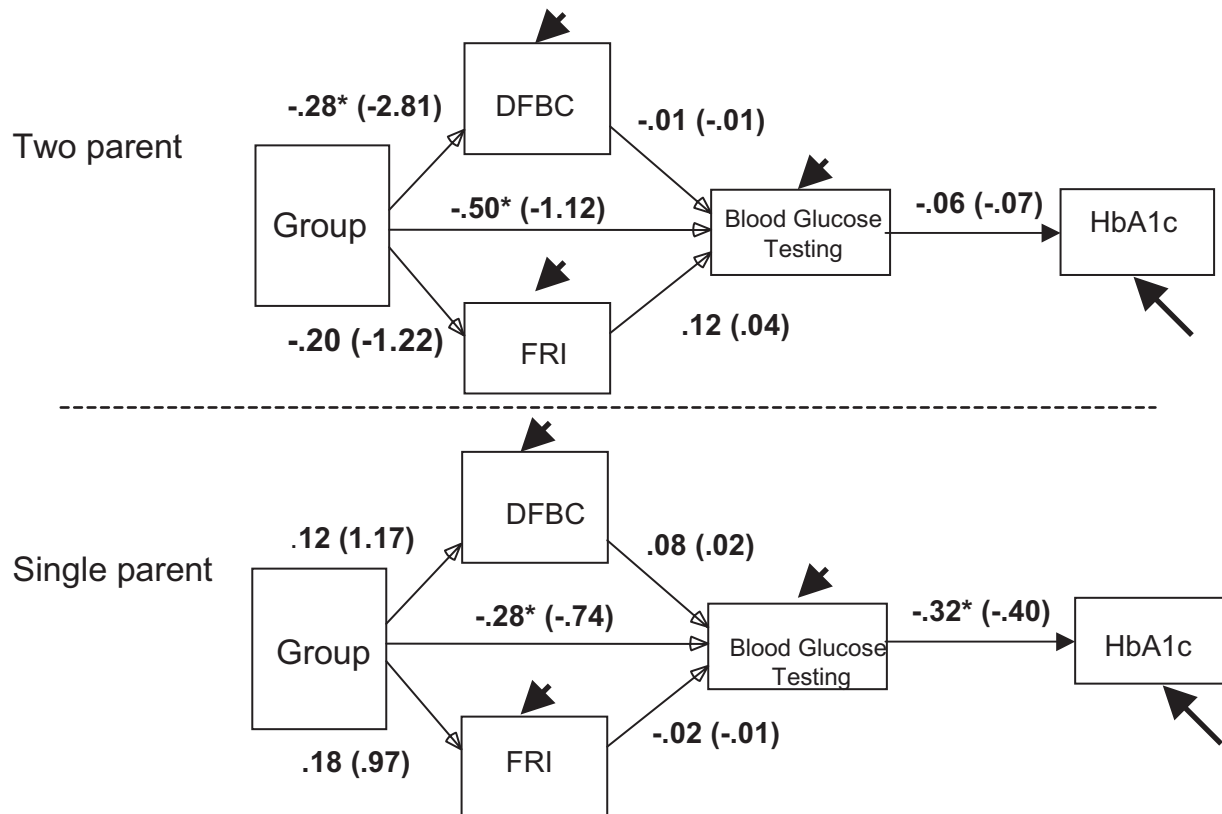 -.28* (-2.81)
DFBC
-.01 (-.01)
Two parent
Group
-.50* (-1.12)
Blood Glucose
Testing
-.06 (-.07)
HbA1c
-.20 (-1.22)
FRI
.12 (.04)
DFBC
.12 (1.17)
.08 (.02)
Single parent
Group
-.28* (-.74)
Blood Glucose
Testing
-.32* (-.40)
HbA1c
.18 (.97)
FRI
-.02 (-.01)